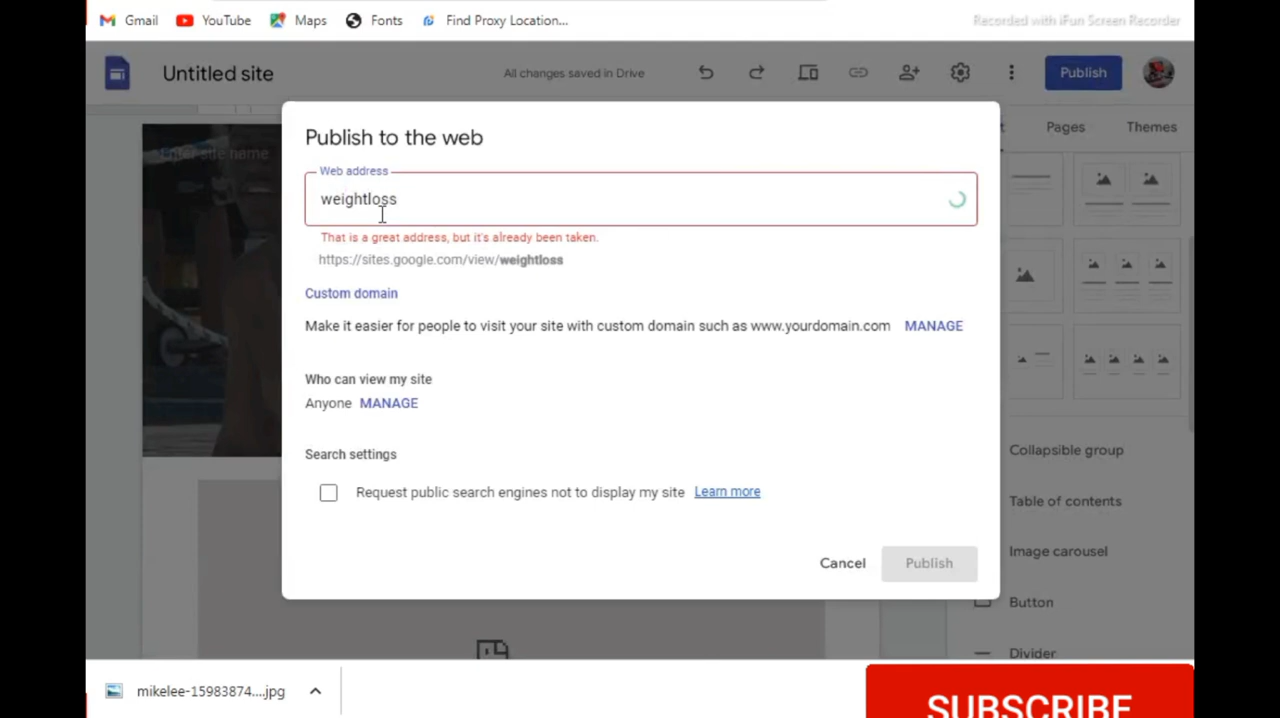 Gmail YouTube Maps Fonts Find Proxy Location...
Recorded with iFun Screen Recorder
Untitled site
All changes saved in Drive
Publish
Pages Themes
Enter site name
Publish to the web
Web address
weightloss
That is a great address, but it's already been taken.
https://sites.google.com/view/weightloss
Custom domain
Make it easier for people to visit your site with custom domain such as www.yourdomain.com MANAGE
Who can view my site
Anyone MANAGE
Search settings
Request public search engines not to display my site Learn more
Cancel Publish
Collapsible group
Table of contents
Image carousel
Button
Divider
mikelee-15983874....jpg
SUBSCRIBE